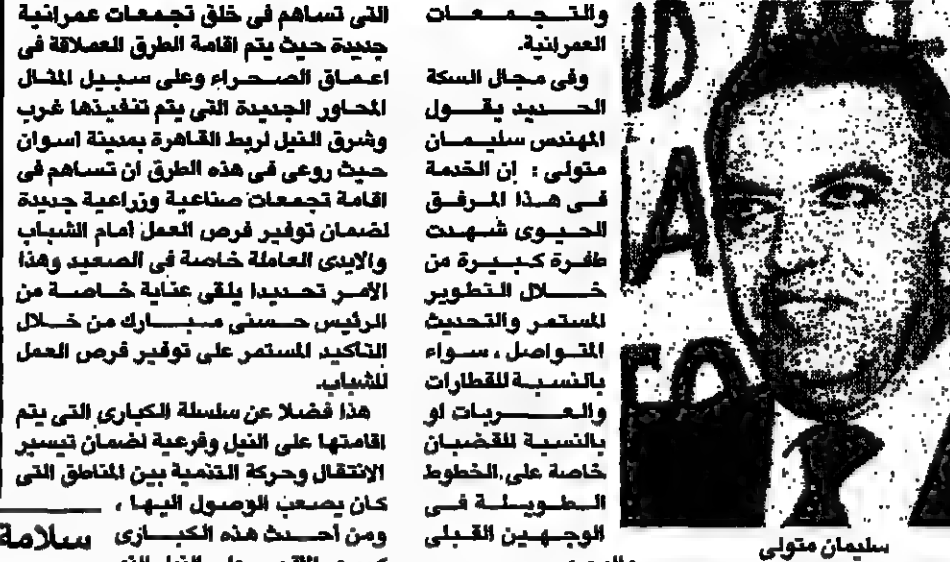 والتجمعات
العمرانية.
وفى مجال السكة
الحديد يقول
المهندس سليمان
متولى : إن الخدمة
فى هذا المرفق
الحيوى شهدت
طفرة كبيرة من
خلال التطوير
المستمر والتحديث
المتواصل ، سواء
بالنسبة للقطارات
والعربات او
بالنسبة للقضبان
خاصة على الخطوط
الطويلة فى
الوجهين القبلى
سليمان متولى
التى تساهم فى خلق تجمعات عمرانية
جديدة حيث يتم اقامة الطرق العملاقة فى
اعماق الصحراء وعلى سبيل المثال
المحاور الجديدة التى يتم تنفيذها غرب
وشرق النيل لربط القاهرة بمدينة اسوان
حيث روعى فى هذه الطرق ان تساهم فى
اقامة تجمعات صناعية وزراعية جديدة
لضمان توفير فرص العمل أمام الشباب
والايدى العاملة خاصة فى الصعيد وهذا
الأمر تحديدا يلقى عناية خاصة من
الرئيس حسنى مبارك من خلال
التاكيد المستمر على توفير فرص العمل
للشباب.
هذا فضلا عن سلسلة الكبارى التى يتم
اقامتها على النيل وفرعية لضمان تيسير
الانتقال وحركة التنمية بين المناطق التى
كان يصعب الوصول اليها ،
ومن أحدث هذه الكبارى
سلامة